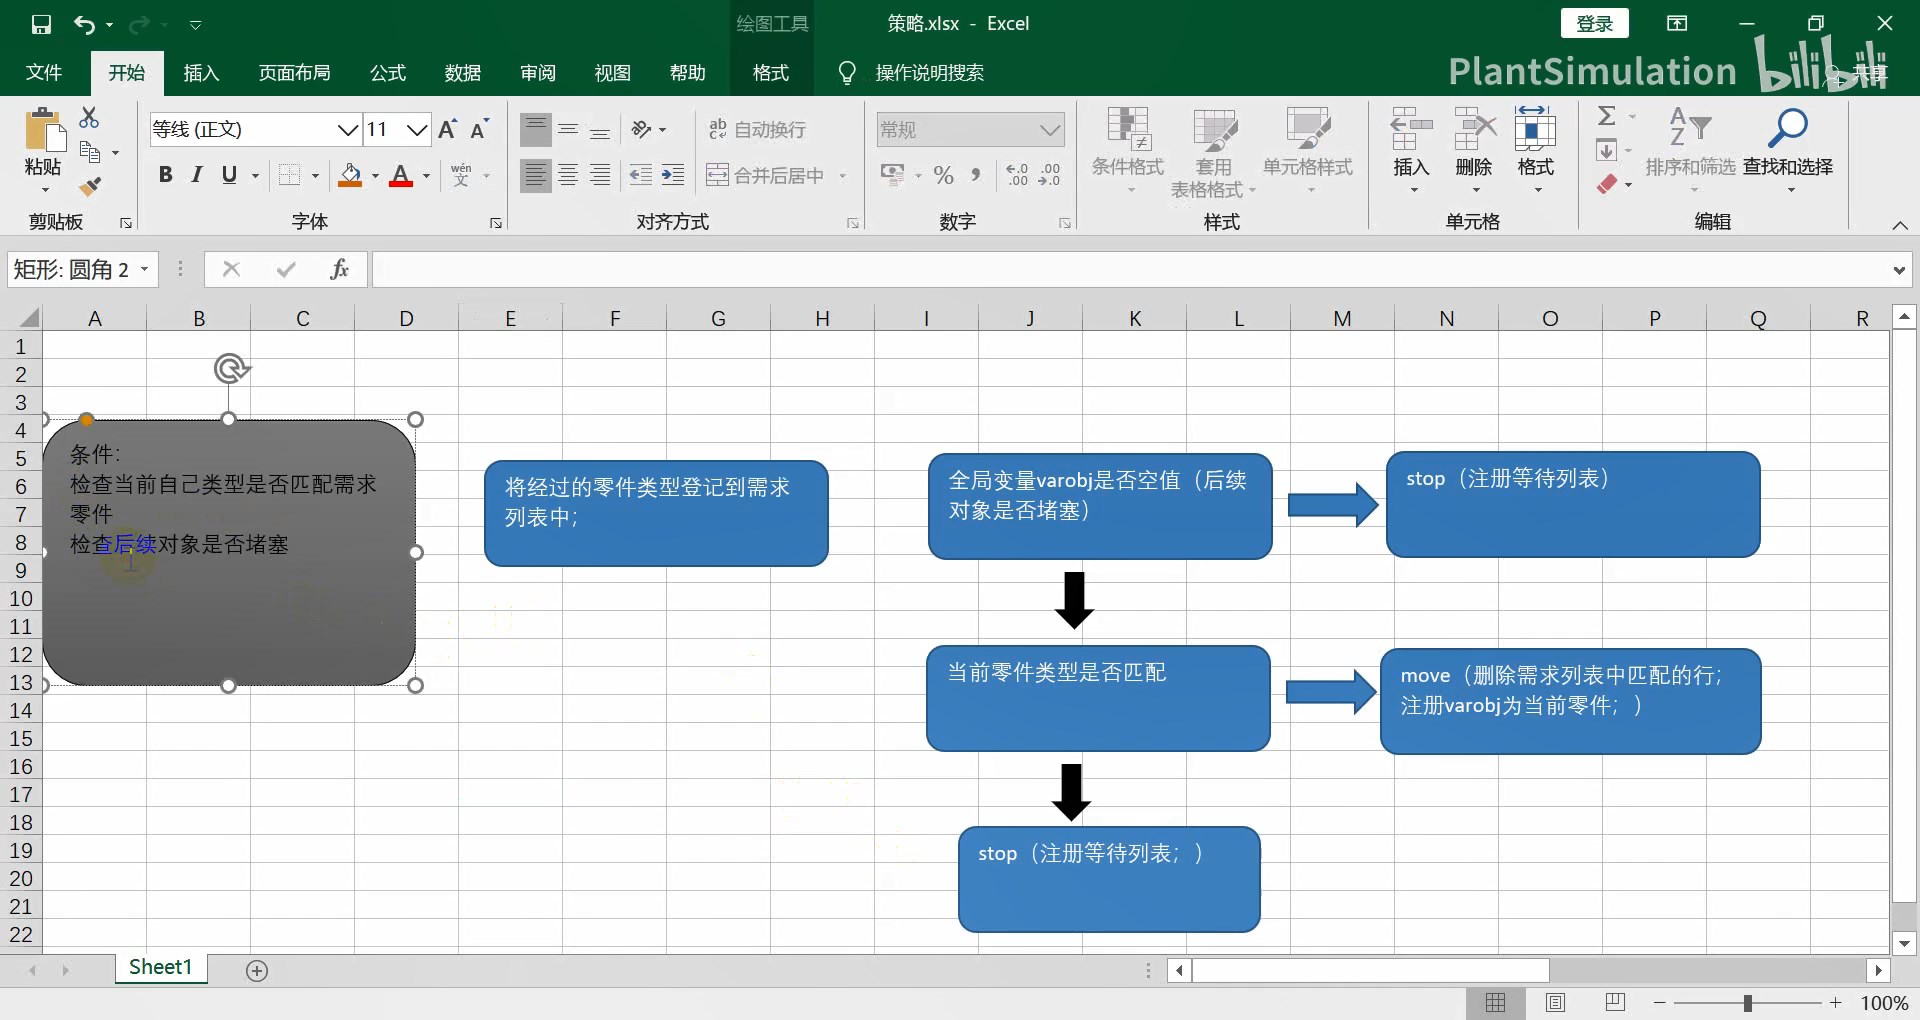 绘图工具
策略.xlsx - Excel
登录
文件 开始 插入 页面布局 公式 数据 审阅 视图 帮助 格式 操作说明搜索
PlantSimulation bilibili
共享
粘贴
剪贴板
等线 (正文) 11
B I U wén 文
字体
ab 自动换行
合并后居中
对齐方式
常规
% , .00 .00
数字
条件格式 套用 表格格式 单元格样式
样式
插入 删除 格式
单元格
排序和筛选 查找和选择
编辑
矩形: 圆角 2 fx
A B C D E F G H I J K L M N O P Q R
1
2
3
4
5
6
7
8
9
10
11
12
13
14
15
16
17
18
19
20
21
22
条件:
检查当前自己类型是否匹配需求
零件
检查后续对象是否堵塞
将经过的零件类型登记到需求
列表中；
全局变量varobj是否空值（后续
对象是否堵塞）
stop（注册等待列表）
当前零件类型是否匹配
move（删除需求列表中匹配的行；
注册varobj为当前零件；）
stop（注册等待列表；）
Sheet1
100%